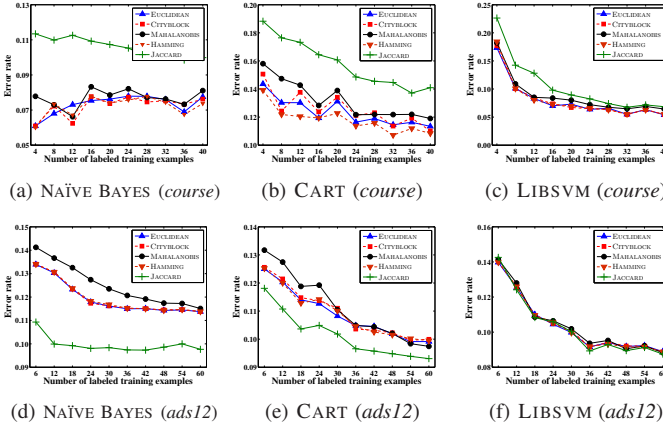 0.13
0.11
0.09
0.07
0.05
Error rate
EUCLIDEAN
CITYBLOCK
MAHALANOBIS
HAMMING
JACCARD
4 8 12 16 20 24 28 32 36 40
Number of labeled training examples
(a) NAÏVE BAYES (course)
0.20
0.18
0.16
0.14
0.12
0.10
Error rate
EUCLIDEAN
CITYBLOCK
MAHALANOBIS
HAMMING
JACCARD
4 8 12 16 20 24 28 32 36 40
Number of labeled training examples
(b) CART (course)
0.25
0.20
0.15
0.10
0.05
0.00
Error rate
EUCLIDEAN
CITYBLOCK
MAHALANOBIS
HAMMING
JACCARD
4 8 12 16 20 24 28 32 36 40
Number of labeled training examples
(c) LIBSVM (course)
0.15
0.14
0.13
0.12
0.11
0.10
0.09
Error rate
EUCLIDEAN
CITYBLOCK
MAHALANOBIS
HAMMING
JACCARD
6 12 18 24 30 36 42 48 54 60
Number of labeled training examples
(d) NAÏVE BAYES (ads12)
0.14
0.13
0.12
0.11
0.10
0.09
Error rate
EUCLIDEAN
CITYBLOCK
MAHALANOBIS
HAMMING
JACCARD
6 12 18 24 30 36 42 48 54 60
Number of labeled training examples
(e) CART (ads12)
0.16
0.14
0.12
0.10
0.08
Error rate
EUCLIDEAN
CITYBLOCK
MAHALANOBIS
HAMMING
JACCARD
6 12 18 24 30 36 42 48 54 60
Number of labeled training examples
(f) LIBSVM (ads12)